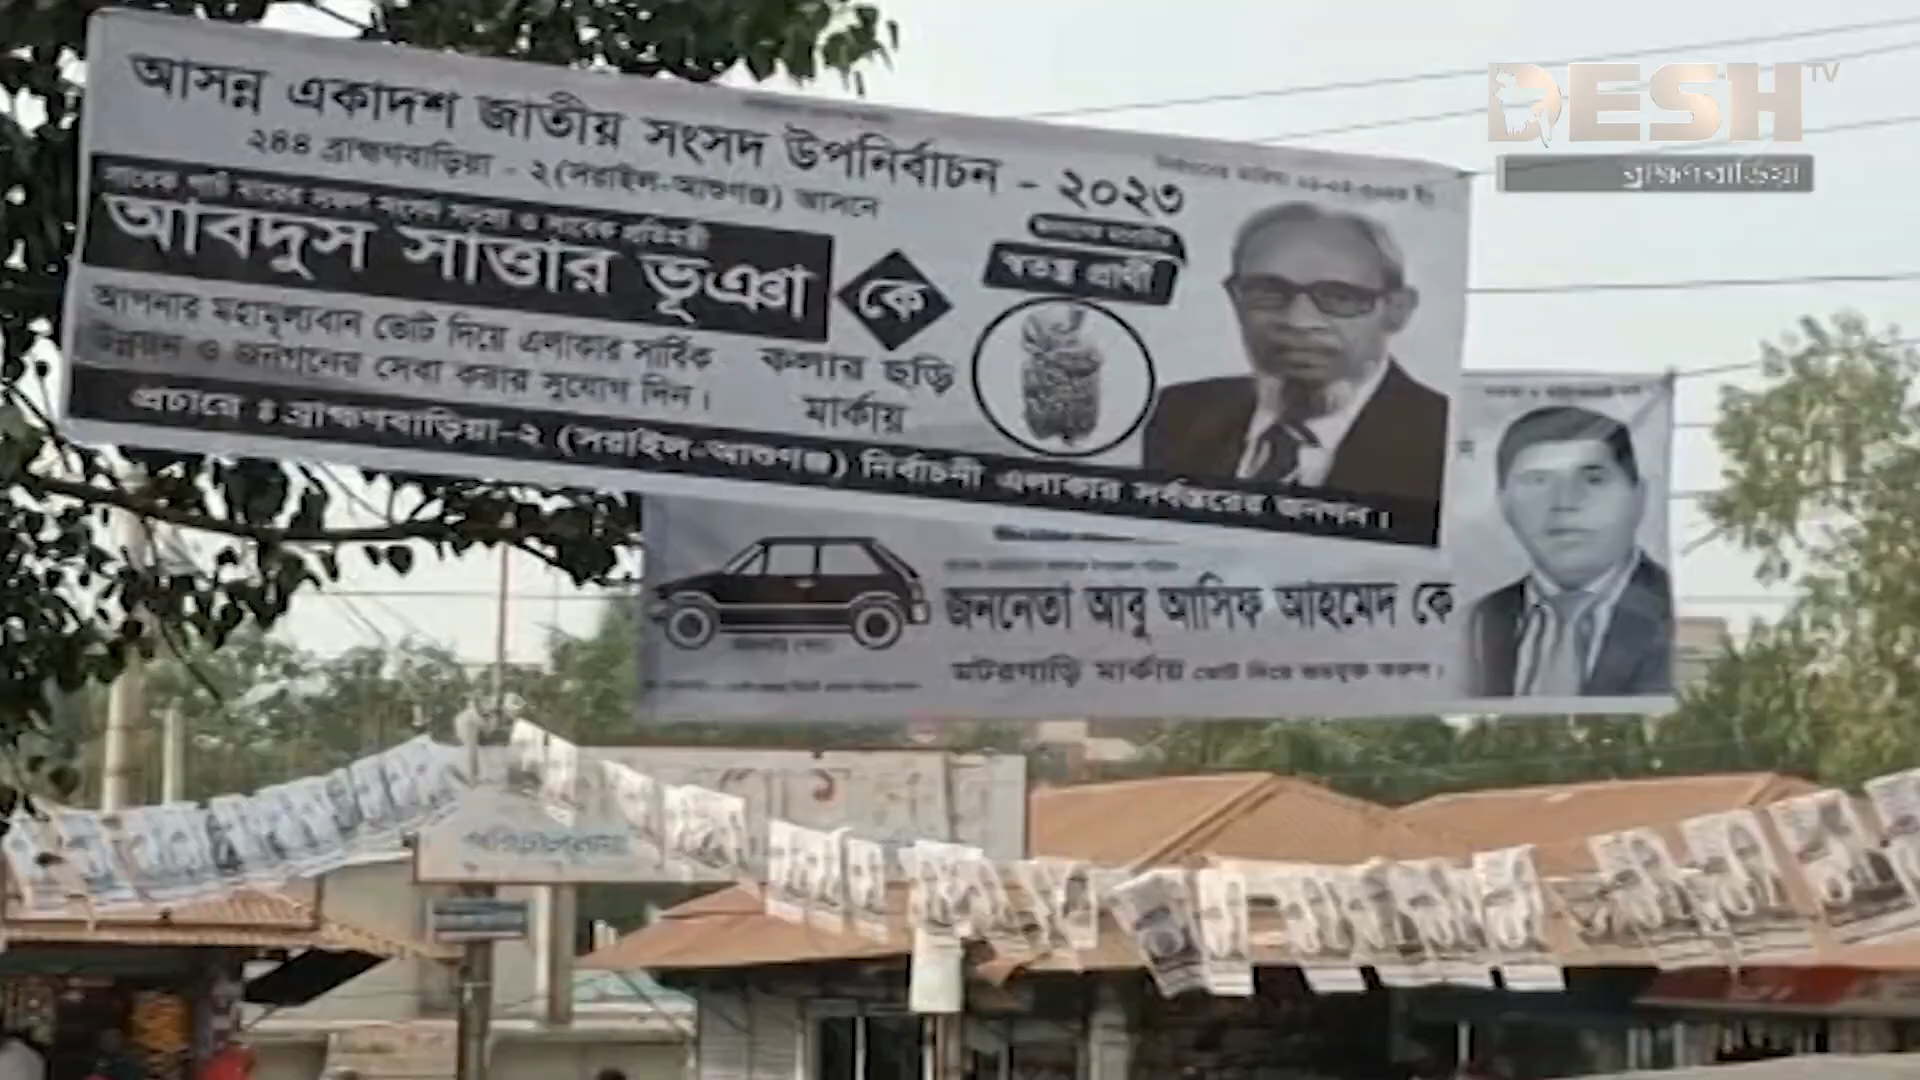 DESH TV
ব্রাহ্মণবাড়িয়া
আসন্ন একাদশ জাতীয় সংসদ উপনির্বাচন - ২০২৩
২৪৪ ব্রাহ্মণবাড়িয়া - ২ (সরাইল-আশুগঞ্জ) আসনে
আবদুস সাত্তার ভূঞা কে
স্বতন্ত্র প্রার্থী
আপনার মহামূল্যবান ভোট দিয়ে এলাকার সার্বিক
উন্নয়ন ও জনগনের সেবা করার সুযোগ দিন।
কলার ছড়ি
মার্কায়
প্রচারে : ব্রাহ্মণবাড়িয়া-২ (সরাইল-আশুগঞ্জ) নির্বাচনী এলাকার সর্বস্তরের জনগন।
জননেতা আবু আসিফ আহমেদ কে
মটরগাড়ি মার্কায় ভোট দিয়ে জয়যুক্ত করুন।